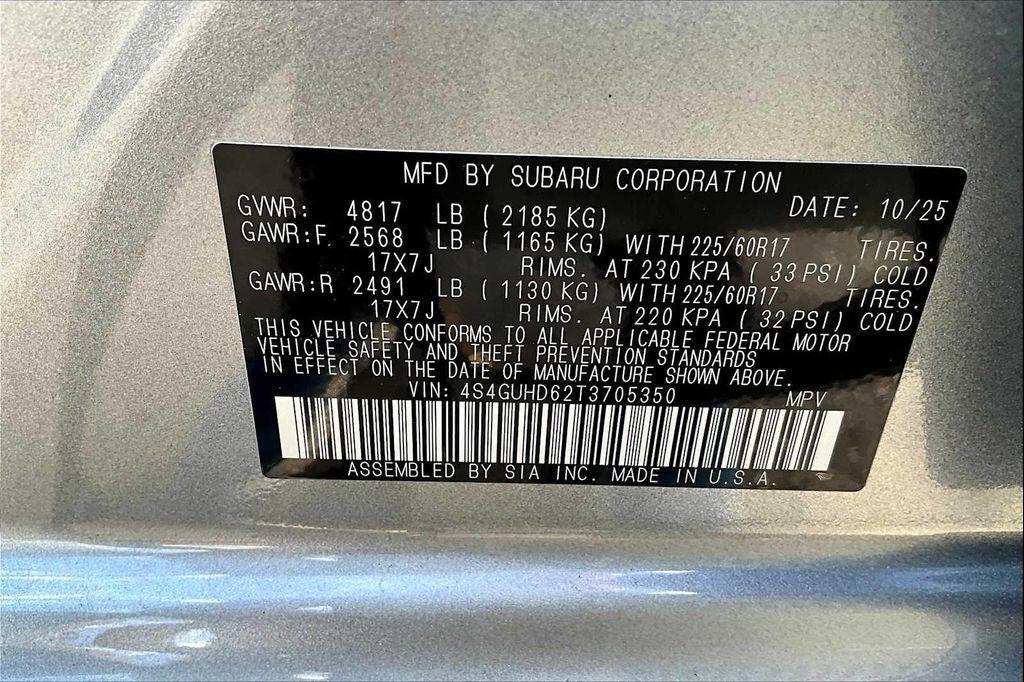 MFD BY SUBARU CORPORATION
DATE: 10/25
GVWR: 4817 LB ( 2185 KG)
GAWR:F 2568 LB ( 1165 KG) WITH 225/60R17 TIRES.
17X7J RIMS. AT 230 KPA ( 33 PSI) COLD
GAWR:R 2491 LB ( 1130 KG) WITH 225/60R17 TIRES.
17X7J RIMS. AT 220 KPA ( 32 PSI) COLD
THIS VEHICLE CONFORMS TO ALL APPLICABLE FEDERAL MOTOR
VEHICLE SAFETY AND THEFT PREVENTION STANDARDS
IN EFFECT ON THE DATE OF MANUFACTURE SHOWN ABOVE.
VIN: 4S4GUHD62T3705350 MPV
ASSEMBLED BY SIA INC. MADE IN U.S.A.